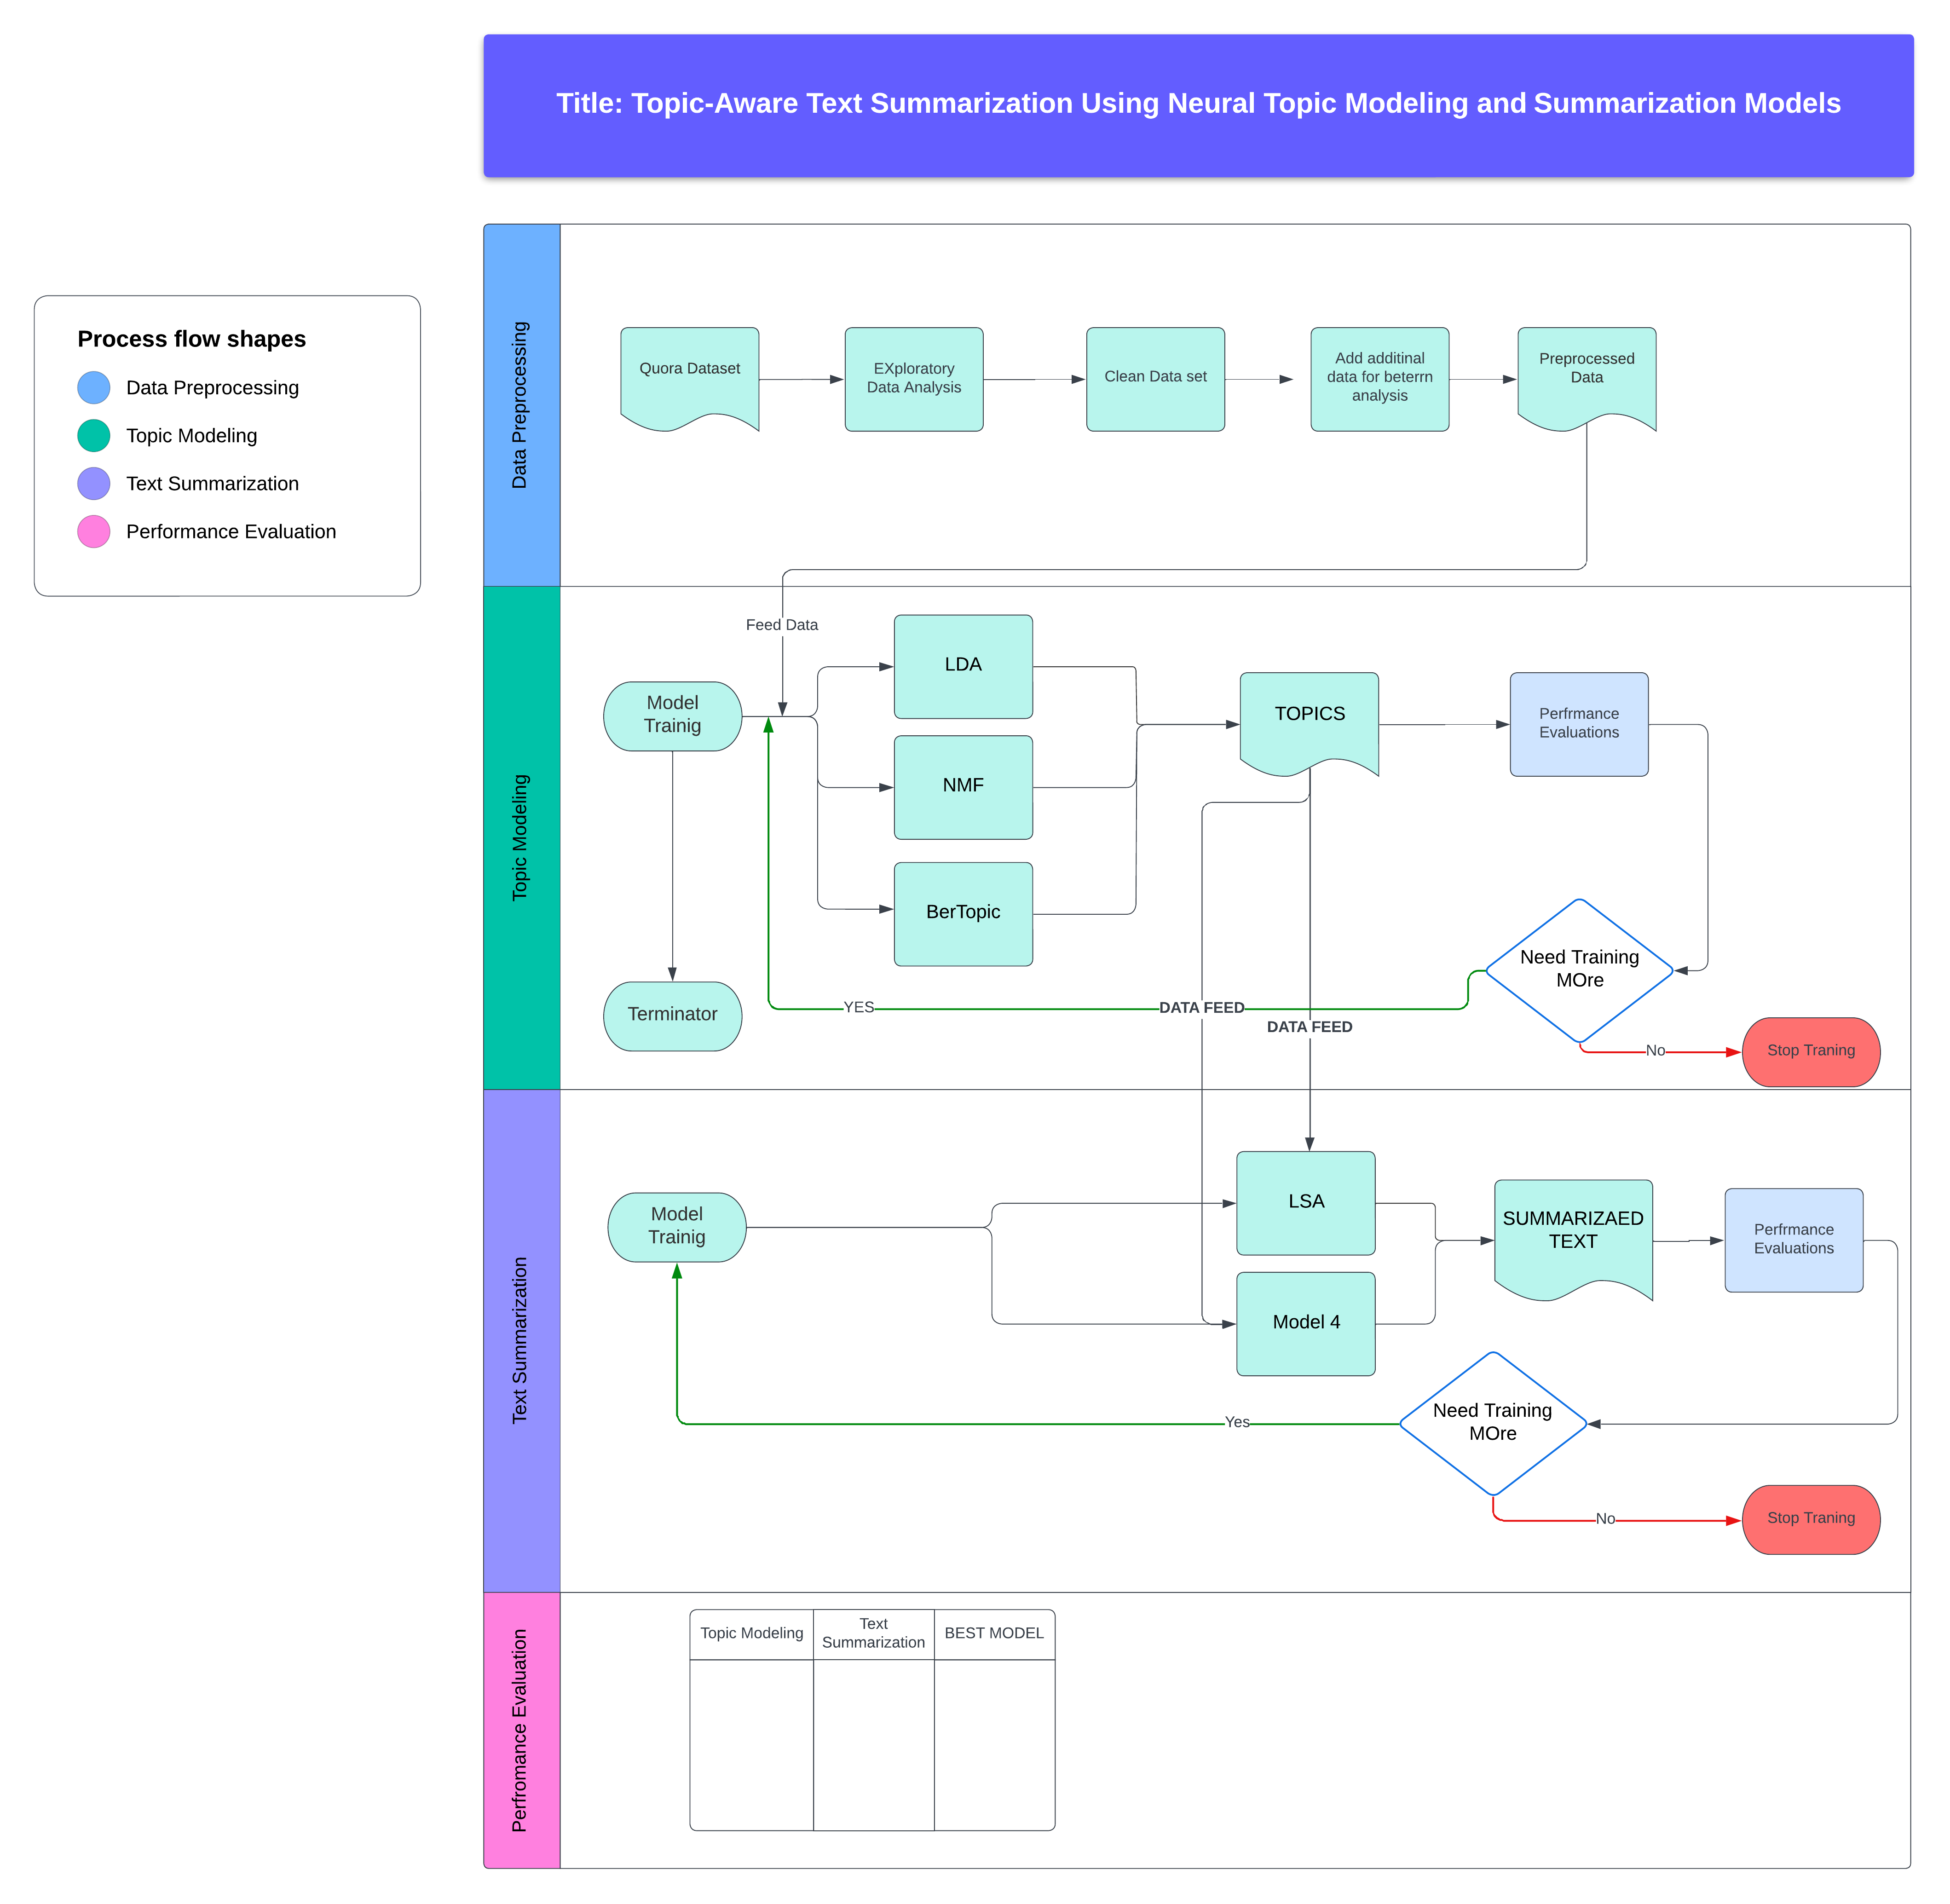 Title: Topic-Aware Text Summarization Using Neural Topic Modeling and Summarization Models
Process flow shapes
Data Preprocessing
Topic Modeling
Text Summarization
Performance Evaluation
Data Preprocessing
Quora Dataset
EXploratory
Data Analysis
Clean Data set
Add additinal
data for beterrn
analysis
Preprocessed
Data
Topic Modeling
Feed Data
Model
Trainig
LDA
NMF
BerTopic
TOPICS
Perfrmance
Evaluations
Need Training
MOre
YES
DATA FEED
DATA FEED
No
Stop Traning
Terminator
Text Summarization
Model
Trainig
LSA
Model 4
SUMMARIZAED
TEXT
Perfrmance
Evaluations
Need Training
MOre
Yes
No
Stop Traning
Perfromance Evaluation
Topic Modeling
Text
Summarization
BEST MODEL